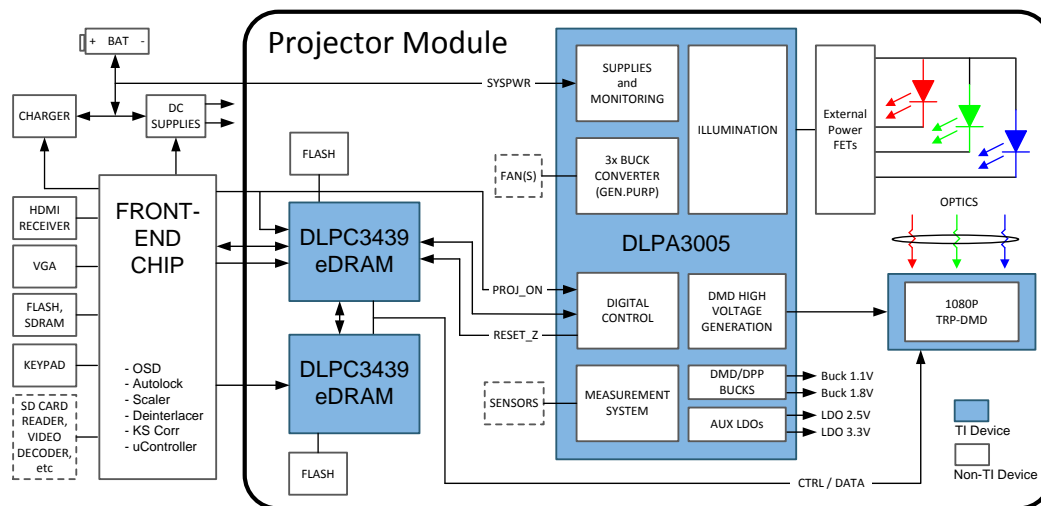 Projector Module
+ BAT -
CHARGER
DC
SUPPLIES
SYSPWR
HDMI
RECEIVER
VGA
FLASH,
SDRAM
KEYPAD
SD CARD
READER,
VIDEO
DECODER,
etc
FRONT-
END
CHIP
- OSD
- Autolock
- Scaler
- Deinterlacer
- KS Corr
- uController
FLASH
DLPC3439
eDRAM
DLPC3439
eDRAM
FLASH
FAN(S)
PROJ_ON
RESET_Z
SENSORS
SUPPLIES
and
MONITORING
3x BUCK
CONVERTER
(GEN.PURP)
ILLUMINATION
DLPA3005
DIGITAL
CONTROL
DMD HIGH
VOLTAGE
GENERATION
MEASUREMENT
SYSTEM
DMD/DPP
BUCKS
AUX LDOs
Buck 1.1V
Buck 1.8V
LDO 2.5V
LDO 3.3V
CTRL / DATA
External
Power
FETs
OPTICS
1080P
TRP-DMD
TI Device
Non-TI Device